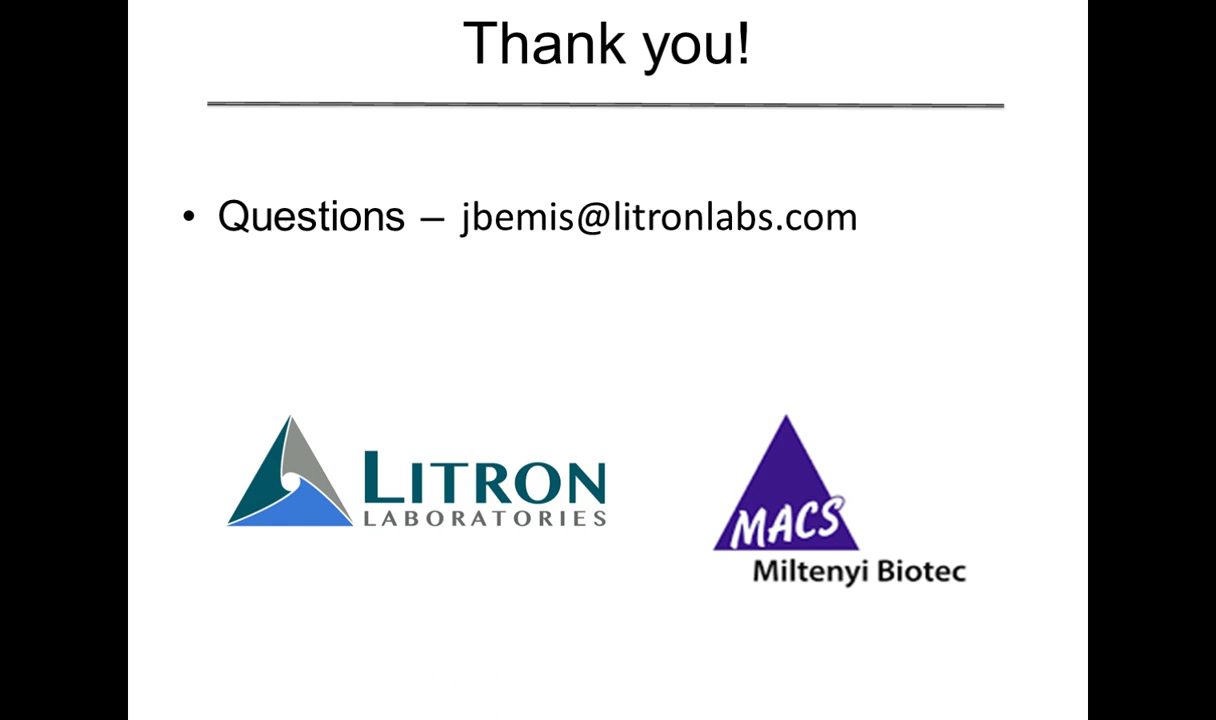 Thank you!
• Questions – jbemis@litronlabs.com
LITRON
LABORATORIES
MACS
Miltenyi Biotec